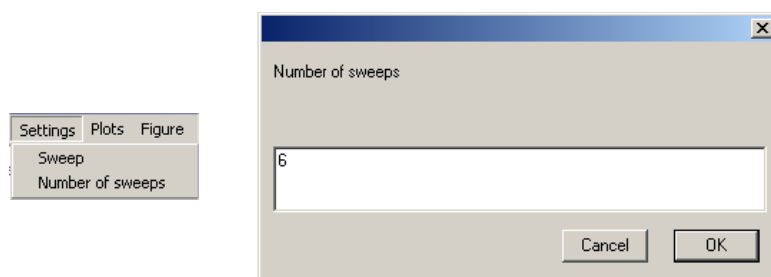 Settings Plots Figure
Sweep
Number of sweeps
Number of sweeps
6
Cancel OK